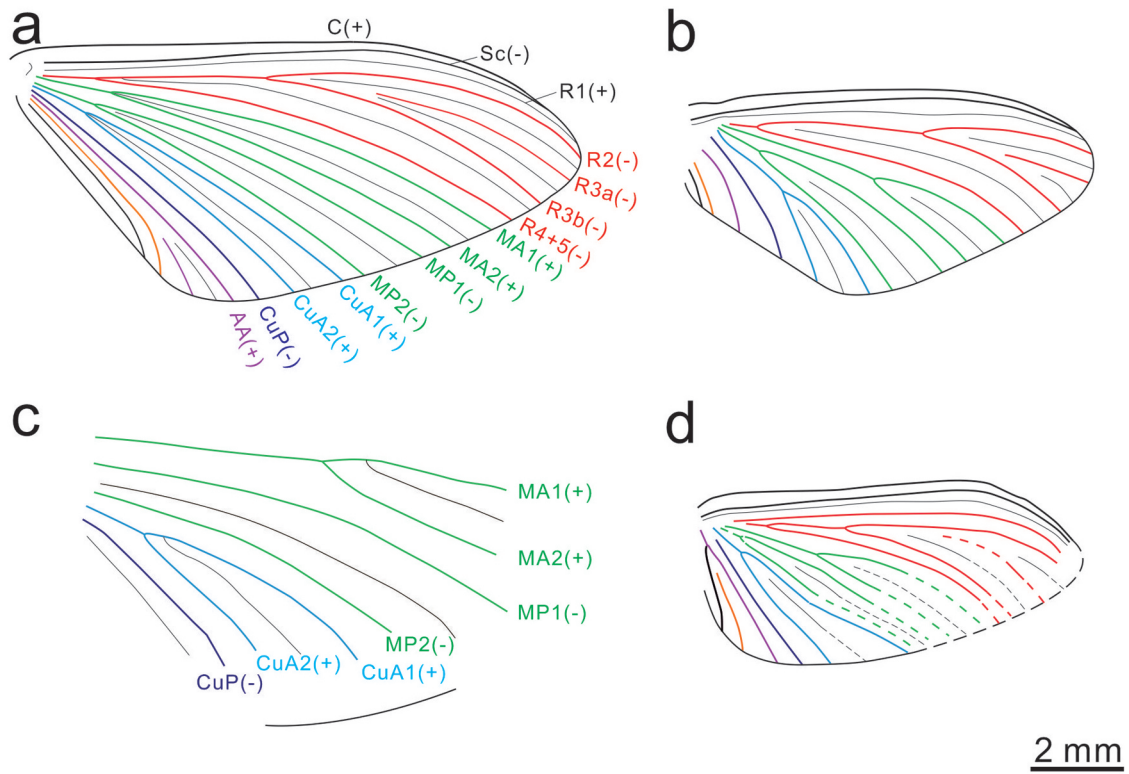 a
b
C(+)
Sc(-)
R1(+)
R2(-)
R3a(-)
R3b(-)
R4+5(-)
MA1(+)
MA2(+)
MP1(-)
MP2(-)
CuA1(+)
CuA2(+)
CuP(-)
AA(+)
c
d
MA1(+)
MA2(+)
MP1(-)
MP2(-)
CuA1(+)
CuA2(+)
CuP(-)
2 mm